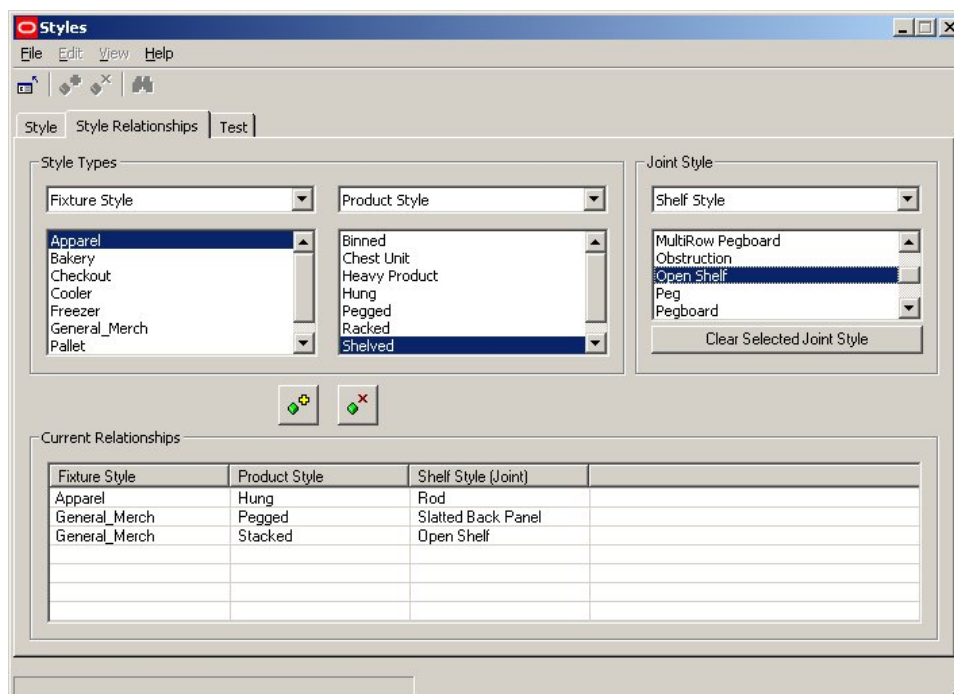 Styles
File Edit View Help
Style Style Relationships Test
Style Types
Fixture Style
Apparel
Bakery
Checkout
Cooler
Freezer
General_Merch
Pallet
Product Style
Binned
Chest Unit
Heavy Product
Hung
Pegged
Racked
Shelved
Joint Style
Shelf Style
MultiRow Pegboard
Obstruction
Open Shelf
Peg
Pegboard
Clear Selected Joint Style
Current Relationships
Fixture Style Product Style Shelf Style (Joint)
Apparel Hung Rod
General_Merch Pegged Slatted Back Panel
General_Merch Stacked Open Shelf